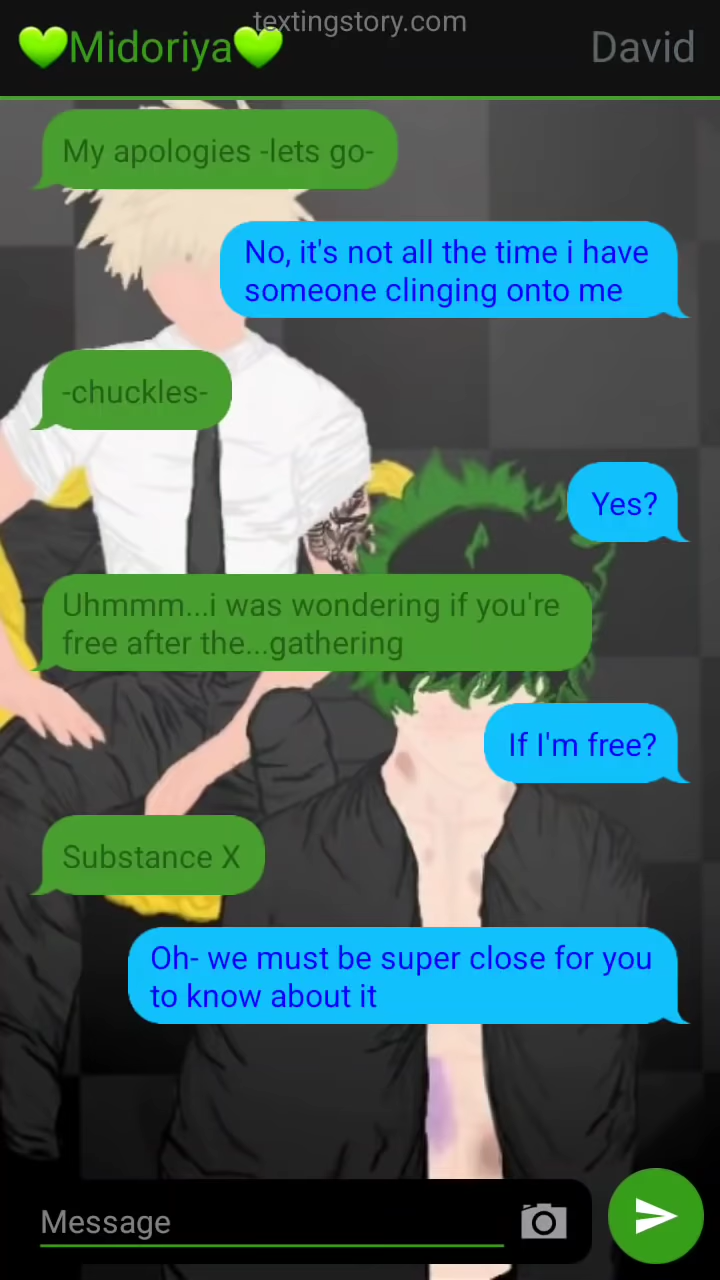 textingstory.com
💚Midoriya💚
David
My apologies -lets go-
No, it's not all the time i have
someone clinging onto me
-chuckles-
Yes?
Uhmmm...i was wondering if you're
free after the...gathering
If I'm free?
Substance X
Oh- we must be super close for you
to know about it
Message